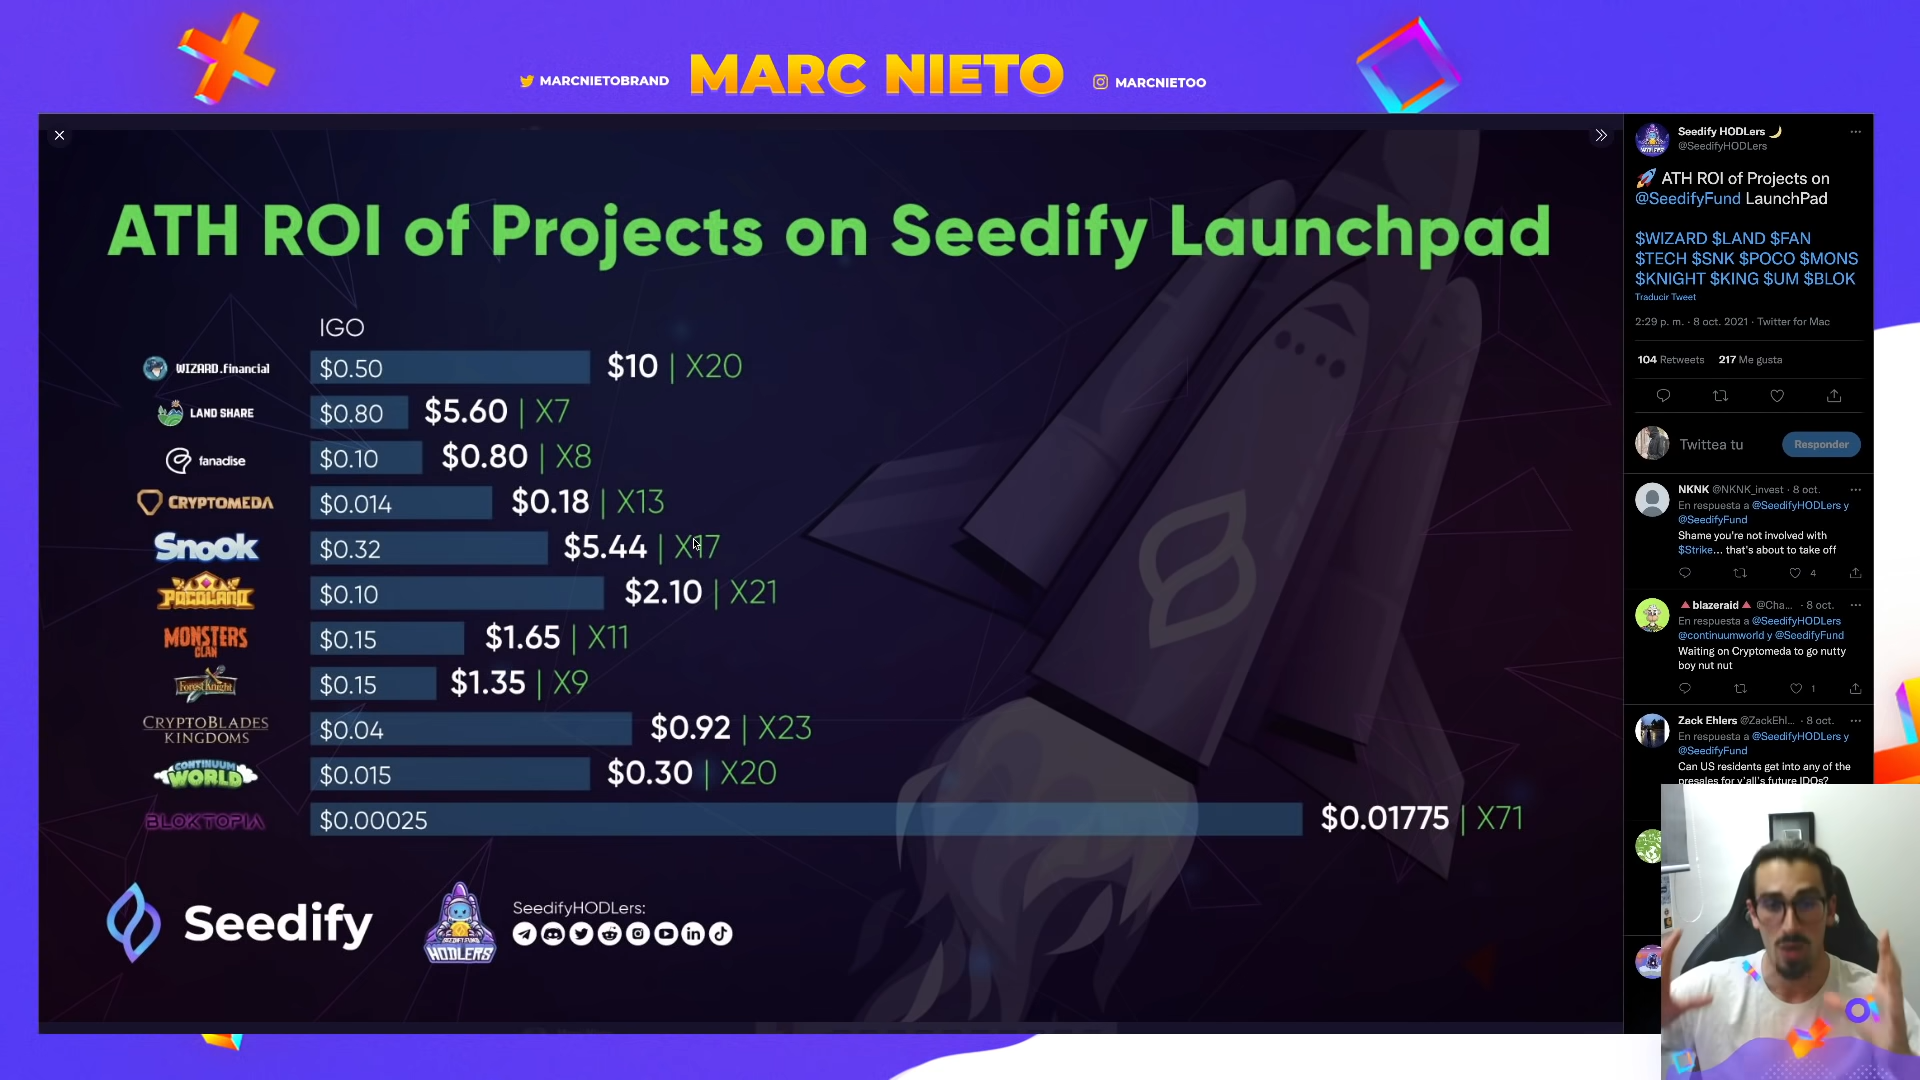 MARCNIETOBRAND
MARC NIETO
MARCNIETOO
ATH ROI of Projects on Seedify Launchpad
IGO
WIZARD.financial
$0.50
$10 | X20
LAND SHARE
$0.80
$5.60 | X7
fanadise
$0.10
$0.80 | X8
CRYPTOMEDA
$0.014
$0.18 | X13
Snook
$0.32
$5.44 | X17
POCOLAND
$0.10
$2.10 | X21
MONSTERS
CLAN
$0.15
$1.65 | X11
Forest Knight
$0.15
$1.35 | X9
CRYPTOBLADES
KINGDOMS
$0.04
$0.92 | X23
CONTINUUM
WORLD
$0.015
$0.30 | X20
BLOKTOPIA
$0.00025
$0.01775 | X71
Seedify
HODLERS
SeedifyHODLers:
Seedify HODLers
@SeedifyHODLers
ATH ROI of Projects on
@SeedifyFund LaunchPad
$WIZARD $LAND $FAN
$TECH $SNK $POCO $MONS
$KNIGHT $KING $UM $BLOK
Traducir Tweet
2:29 p. m. · 8 oct. 2021 · Twitter for Mac
104 Retweets 217 Me gusta
Twittea tu
Responder
NKNK @NKNK_invest · 8 oct.
En respuesta a @SeedifyHODLers y
@SeedifyFund
Shame you're not involved with
$Strike... that's about to take off
4
blazeraid @Cha... · 8 oct.
En respuesta a @SeedifyHODLers
@continuumworld y @SeedifyFund
Waiting on Cryptomeda to go nutty
boy nut nut
1
Zack Ehlers @ZackEhl... · 8 oct.
En respuesta a @SeedifyHODLers y
@SeedifyFund
Can US residents get into any of the
presales for y'all's future IDOs?